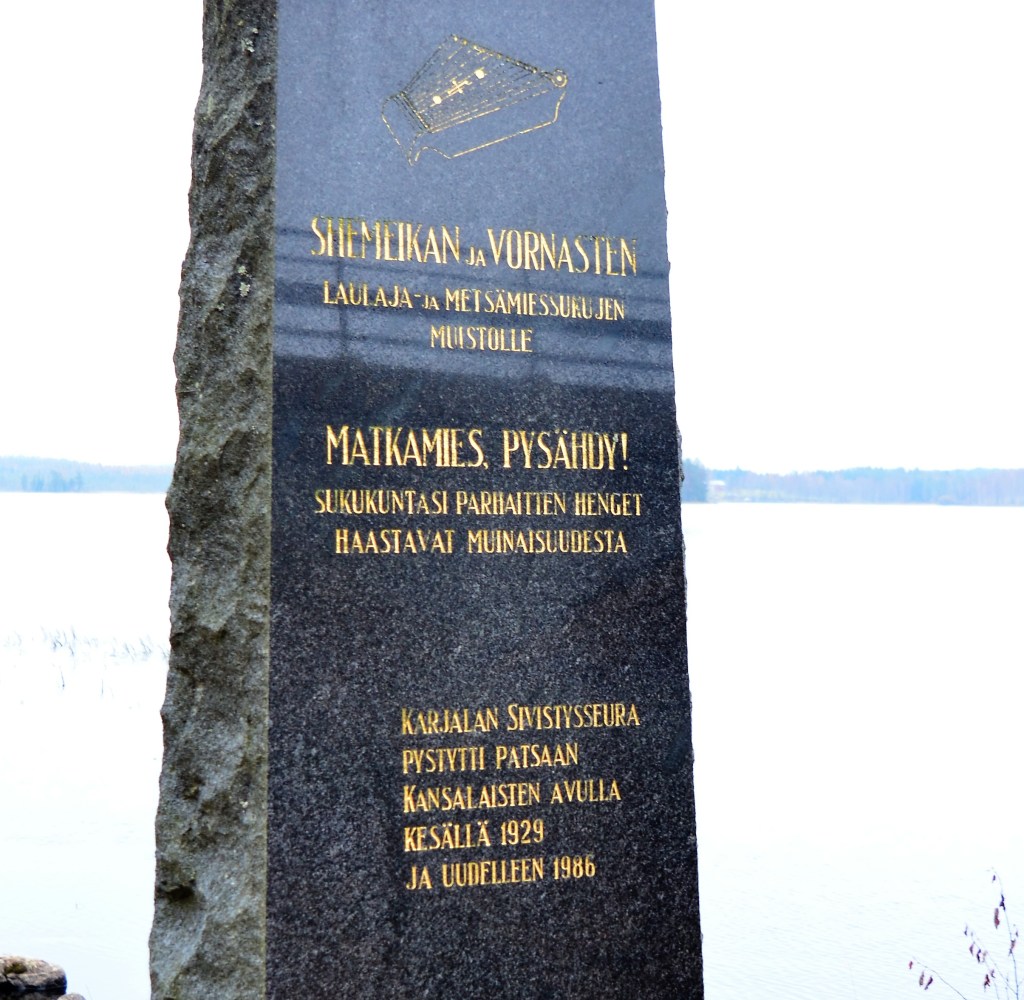 SHEMEIKAN JA VORNASTEN
LAULAJA- JA METSÄMIESSUKUJEN
MUISTOLLE
MATKAMIES, PYSÄHDY!
SUKUKUNTASI PARHAITTEN HENGET
HAASTAVAT MUINAISUUDESTA
KARJALAN SIVISTYSSEURA
PYSTYTTI PATSAAN
KANSALAISTEN AVULLA
KESÄLLÄ 1929
JA UUDELLEEN 1986